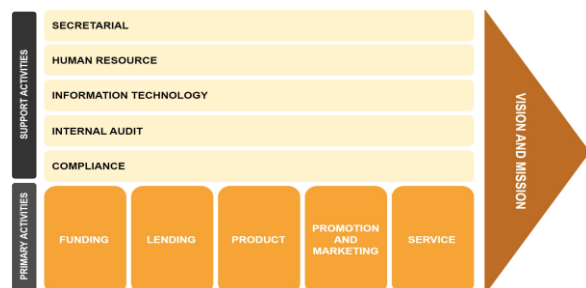 SUPPORT ACTIVITIES
SECRETARIAL
HUMAN RESOURCE
INFORMATION TECHNOLOGY
INTERNAL AUDIT
COMPLIANCE
PRIMARY ACTIVITIES
FUNDING
LENDING
PRODUCT
PROMOTION
AND
MARKETING
SERVICE
VISION AND MISSION